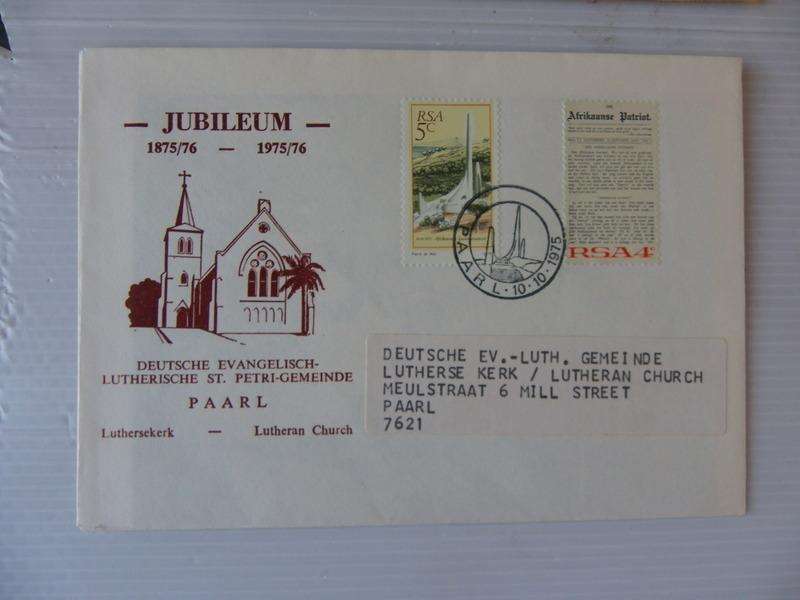 — JUBILEUM —
1875/76 — 1975/76
DEUTSCHE EVANGELISCH-
LUTHERISCHE ST. PETRI-GEMEINDE
PAARL
Luthersekerk — Lutheran Church
RSA
5c
Afrikaanse Patriot.
RSA4c
PAARL · 10·10·1975
DEUTSCHE EV.-LUTH. GEMEINDE
LUTHERSE KERK / LUTHERAN CHURCH
MEULSTRAAT 6 MILL STREET
PAARL
7621